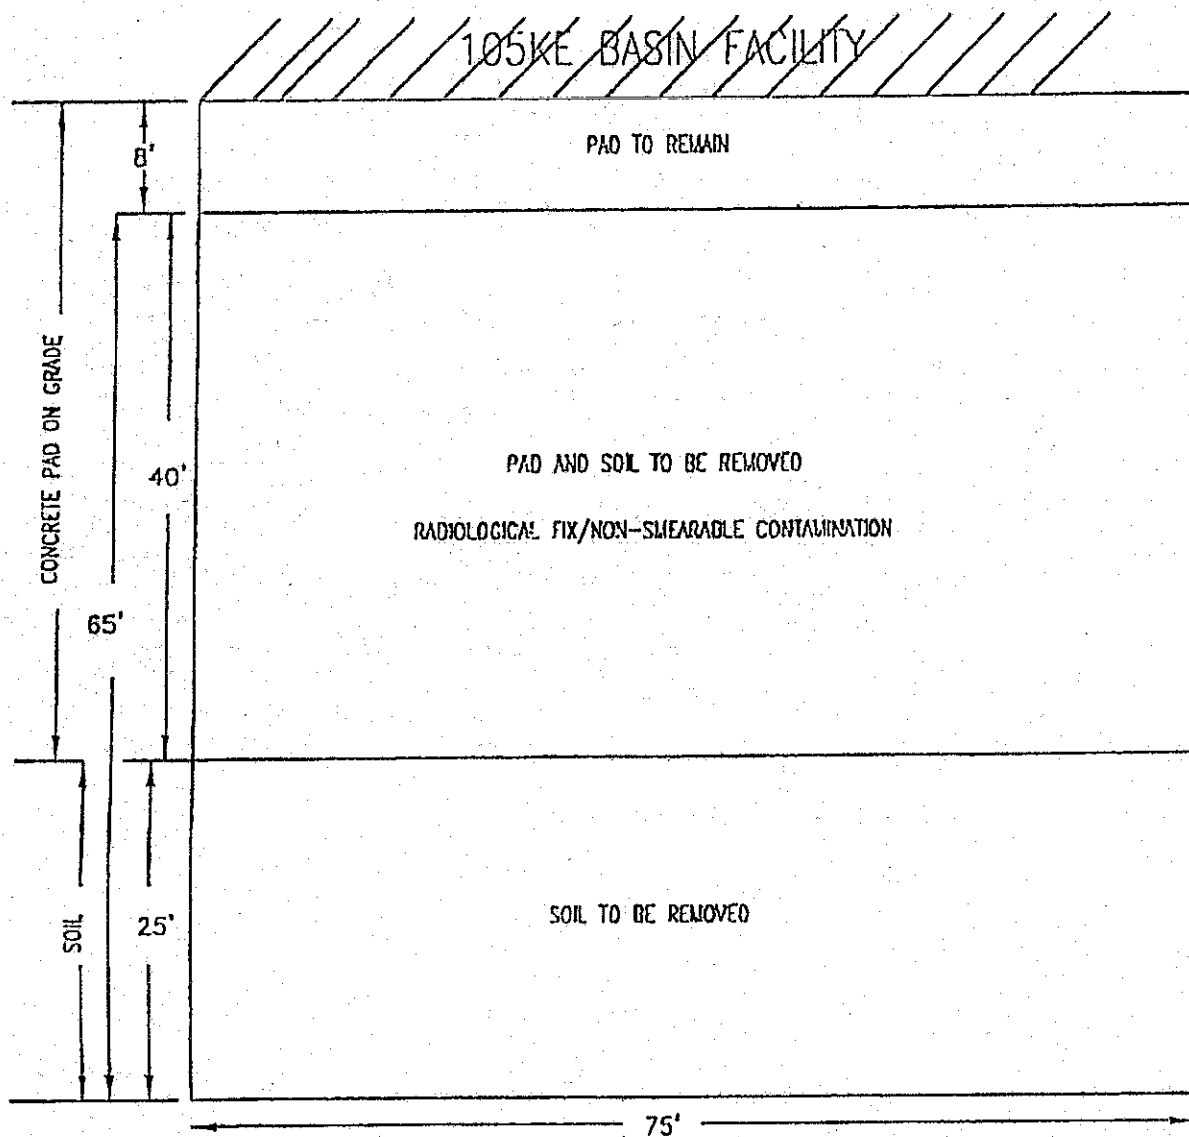 105KE BASIN FACILITY
PAD TO REMAIN
8'
CONCRETE PAD ON GRADE
40'
PAD AND SOIL TO BE REMOVED
RADIOLOGICAL FIX/NON-SMEARABLE CONTAMINATION
65'
SOIL
25'
SOIL TO BE REMOVED
75'